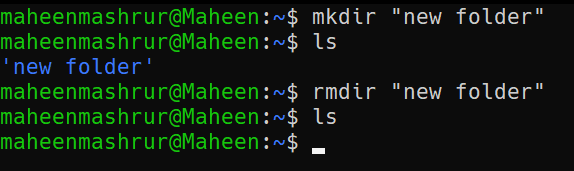 maheenmashrur@Maheen:~$ mkdir "new folder"
maheenmashrur@Maheen:~$ ls
'new folder'
maheenmashrur@Maheen:~$ rmdir "new folder"
maheenmashrur@Maheen:~$ ls
maheenmashrur@Maheen:~$